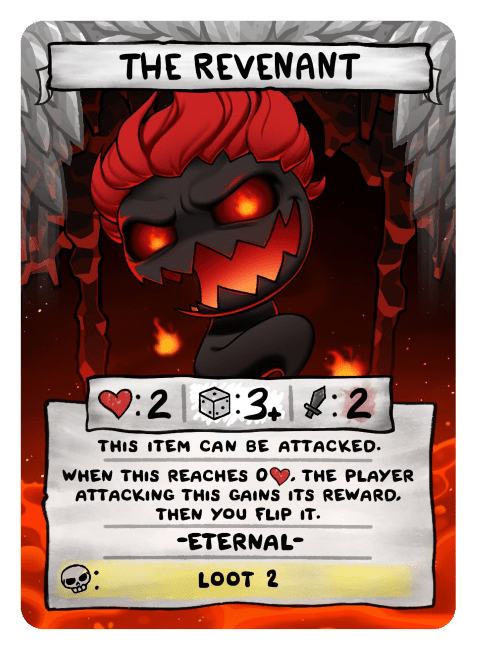 THE REVENANT
:2 :3+ :2
THIS ITEM CAN BE ATTACKED.
WHEN THIS REACHES 0, THE PLAYER
ATTACKING THIS GAINS ITS REWARD,
THEN YOU FLIP IT.
-ETERNAL-
: LOOT 2